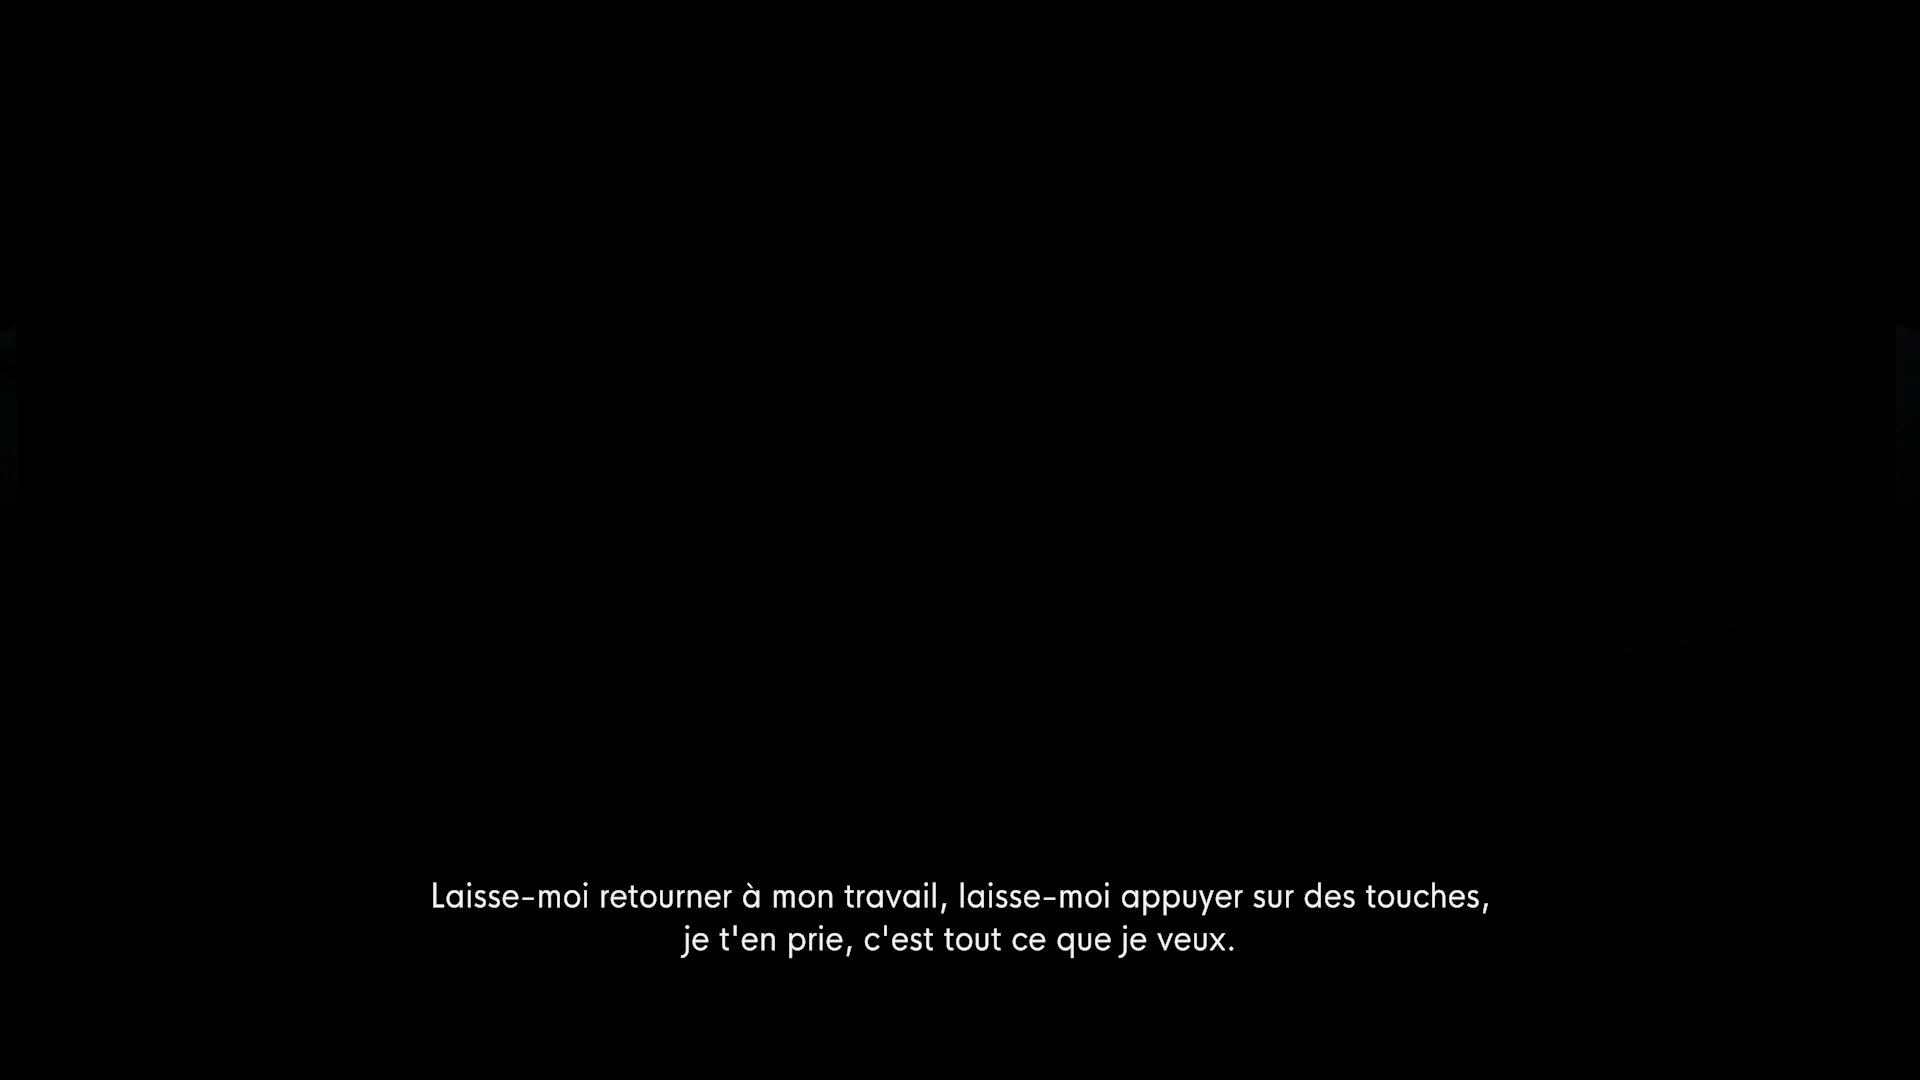 Laisse-moi retourner à mon travail, laisse-moi appuyer sur des touches,
je t'en prie, c'est tout ce que je veux.